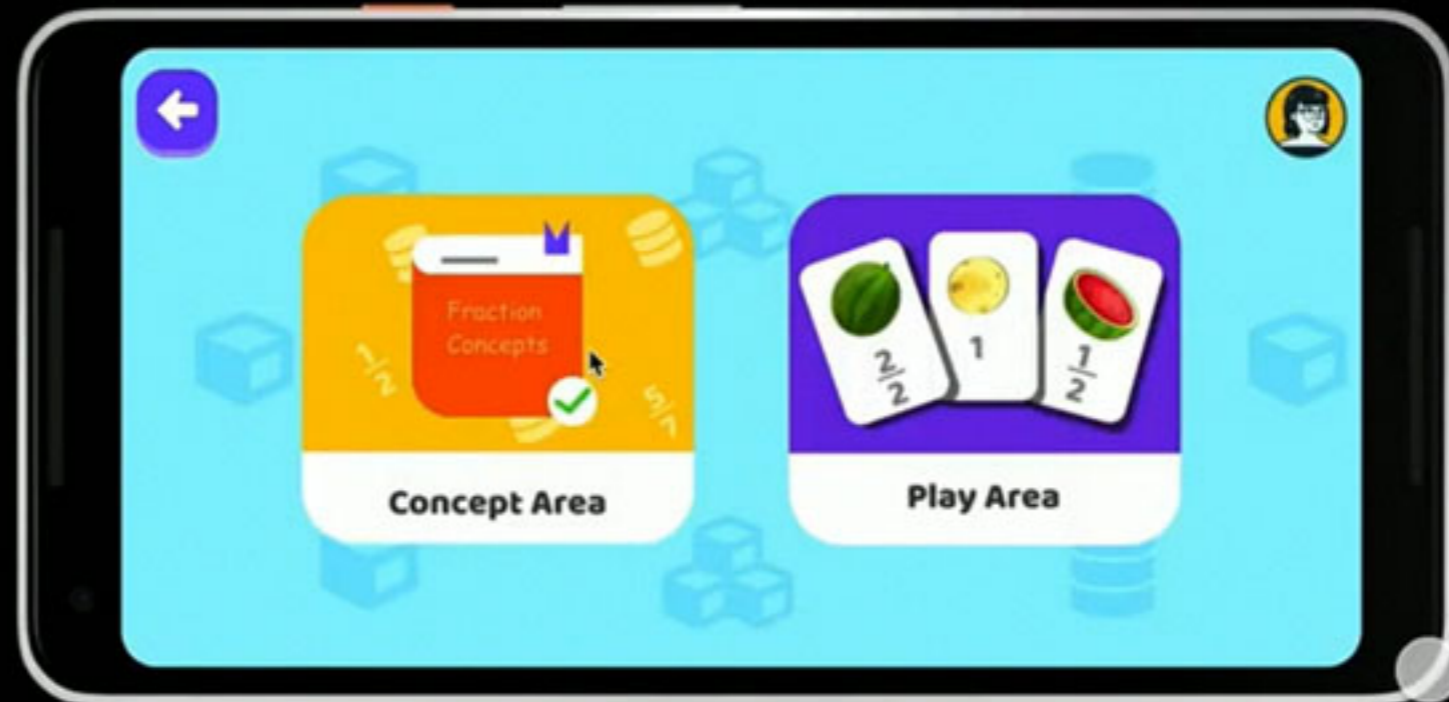 Fraction
Concepts
1/2
5/7
2/2
1
1/2
Concept Area
Play Area